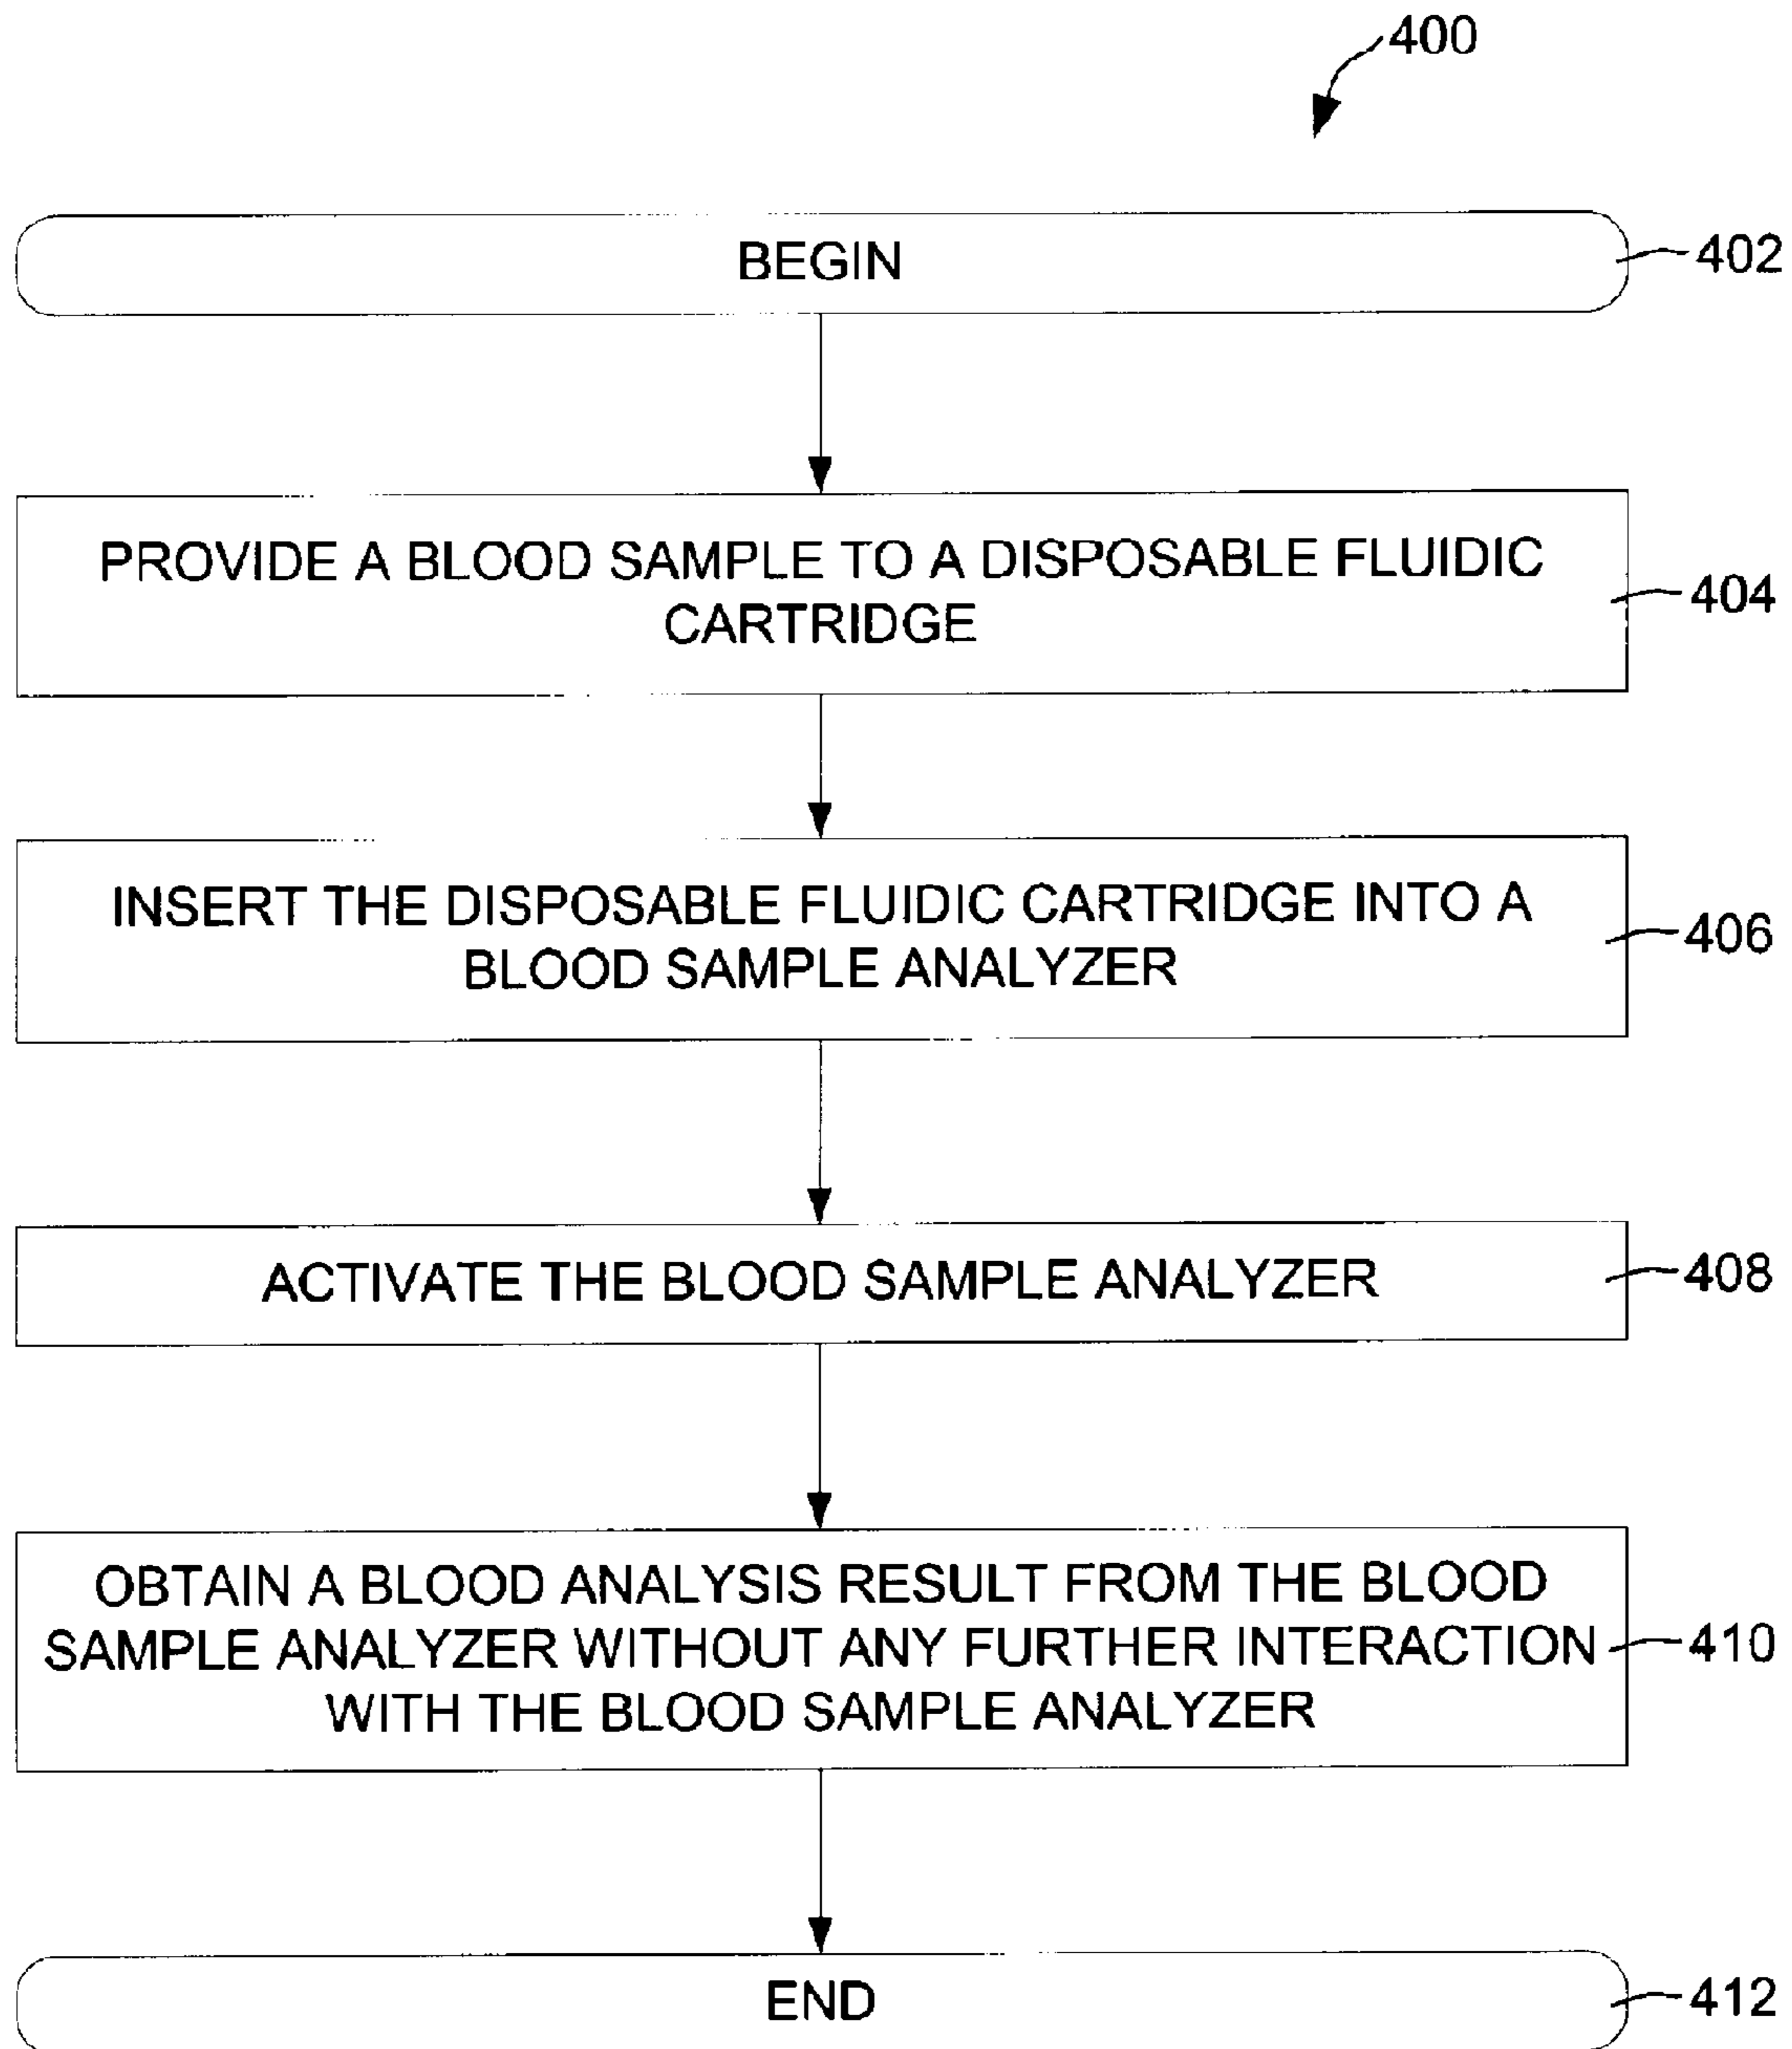 400
BEGIN
402
PROVIDE A BLOOD SAMPLE TO A DISPOSABLE FLUIDIC
CARTRIDGE
404
INSERT THE DISPOSABLE FLUIDIC CARTRIDGE INTO A
BLOOD SAMPLE ANALYZER
406
ACTIVATE THE BLOOD SAMPLE ANALYZER
408
OBTAIN A BLOOD ANALYSIS RESULT FROM THE BLOOD
SAMPLE ANALYZER WITHOUT ANY FURTHER INTERACTION
WITH THE BLOOD SAMPLE ANALYZER
410
END
412